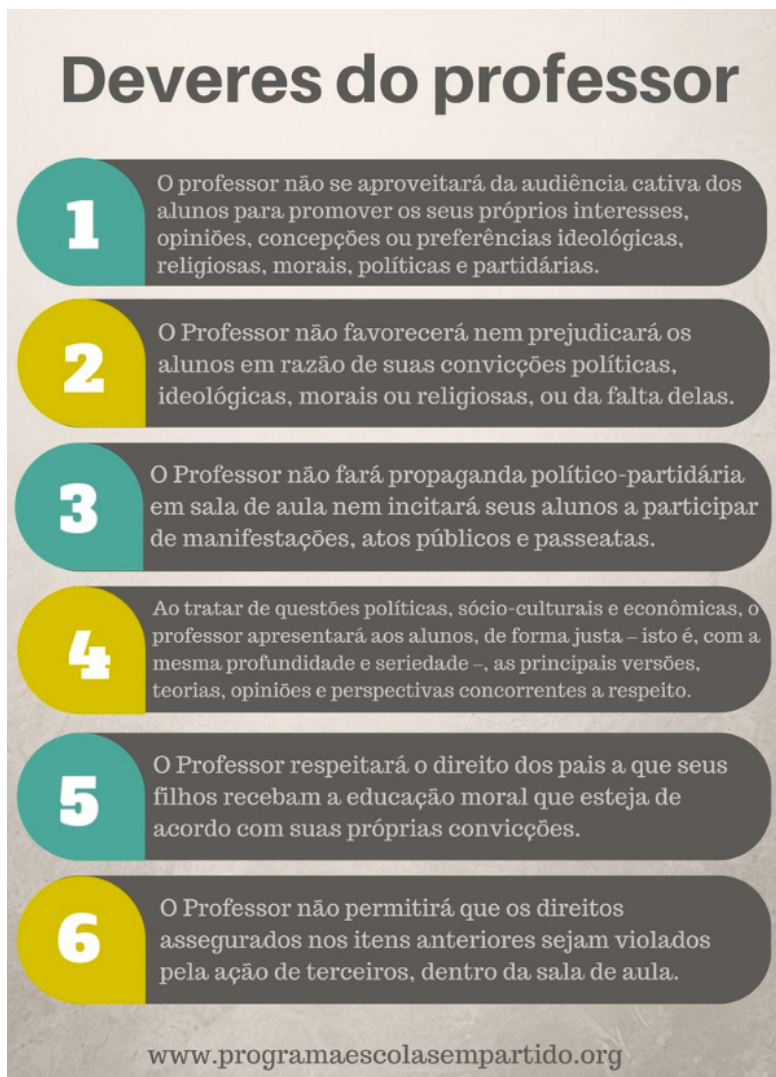 Deveres do professor
1
O professor não se aproveitará da audiência cativa dos
alunos para promover os seus próprios interesses,
opiniões, concepções ou preferências ideológicas,
religiosas, morais, políticas e partidárias.
2
O Professor não favorecerá nem prejudicará os
alunos em razão de suas convicções políticas,
ideológicas, morais ou religiosas, ou da falta delas.
3
O Professor não fará propaganda político-partidária
em sala de aula nem incitará seus alunos a participar
de manifestações, atos públicos e passeatas.
4
Ao tratar de questões políticas, sócio-culturais e econômicas, o
professor apresentará aos alunos, de forma justa – isto é, com a
mesma profundidade e seriedade –, as principais versões,
teorias, opiniões e perspectivas concorrentes a respeito.
5
O Professor respeitará o direito dos pais a que seus
filhos recebam a educação moral que esteja de
acordo com suas próprias convicções.
6
O Professor não permitirá que os direitos
assegurados nos itens anteriores sejam violados
pela ação de terceiros, dentro da sala de aula.
www.programaescolasempartido.org